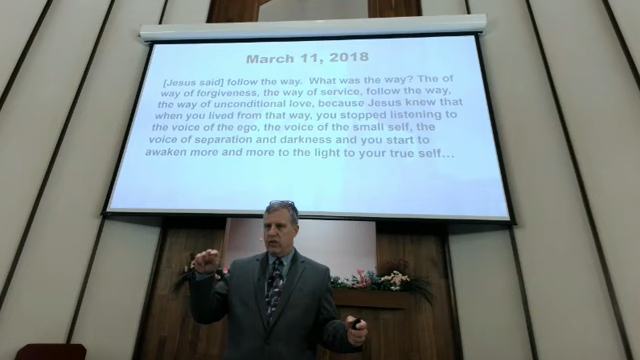 March 11, 2018
[Jesus said] follow the way. What was the way? The of
way of forgiveness, the way of service, follow the way,
the way of unconditional love, because Jesus knew that
when you lived from that way, you stopped listening to
the voice of the ego, the voice of the small self, the
voice of separation and darkness and you start to
awaken more and more to the light to your true self…